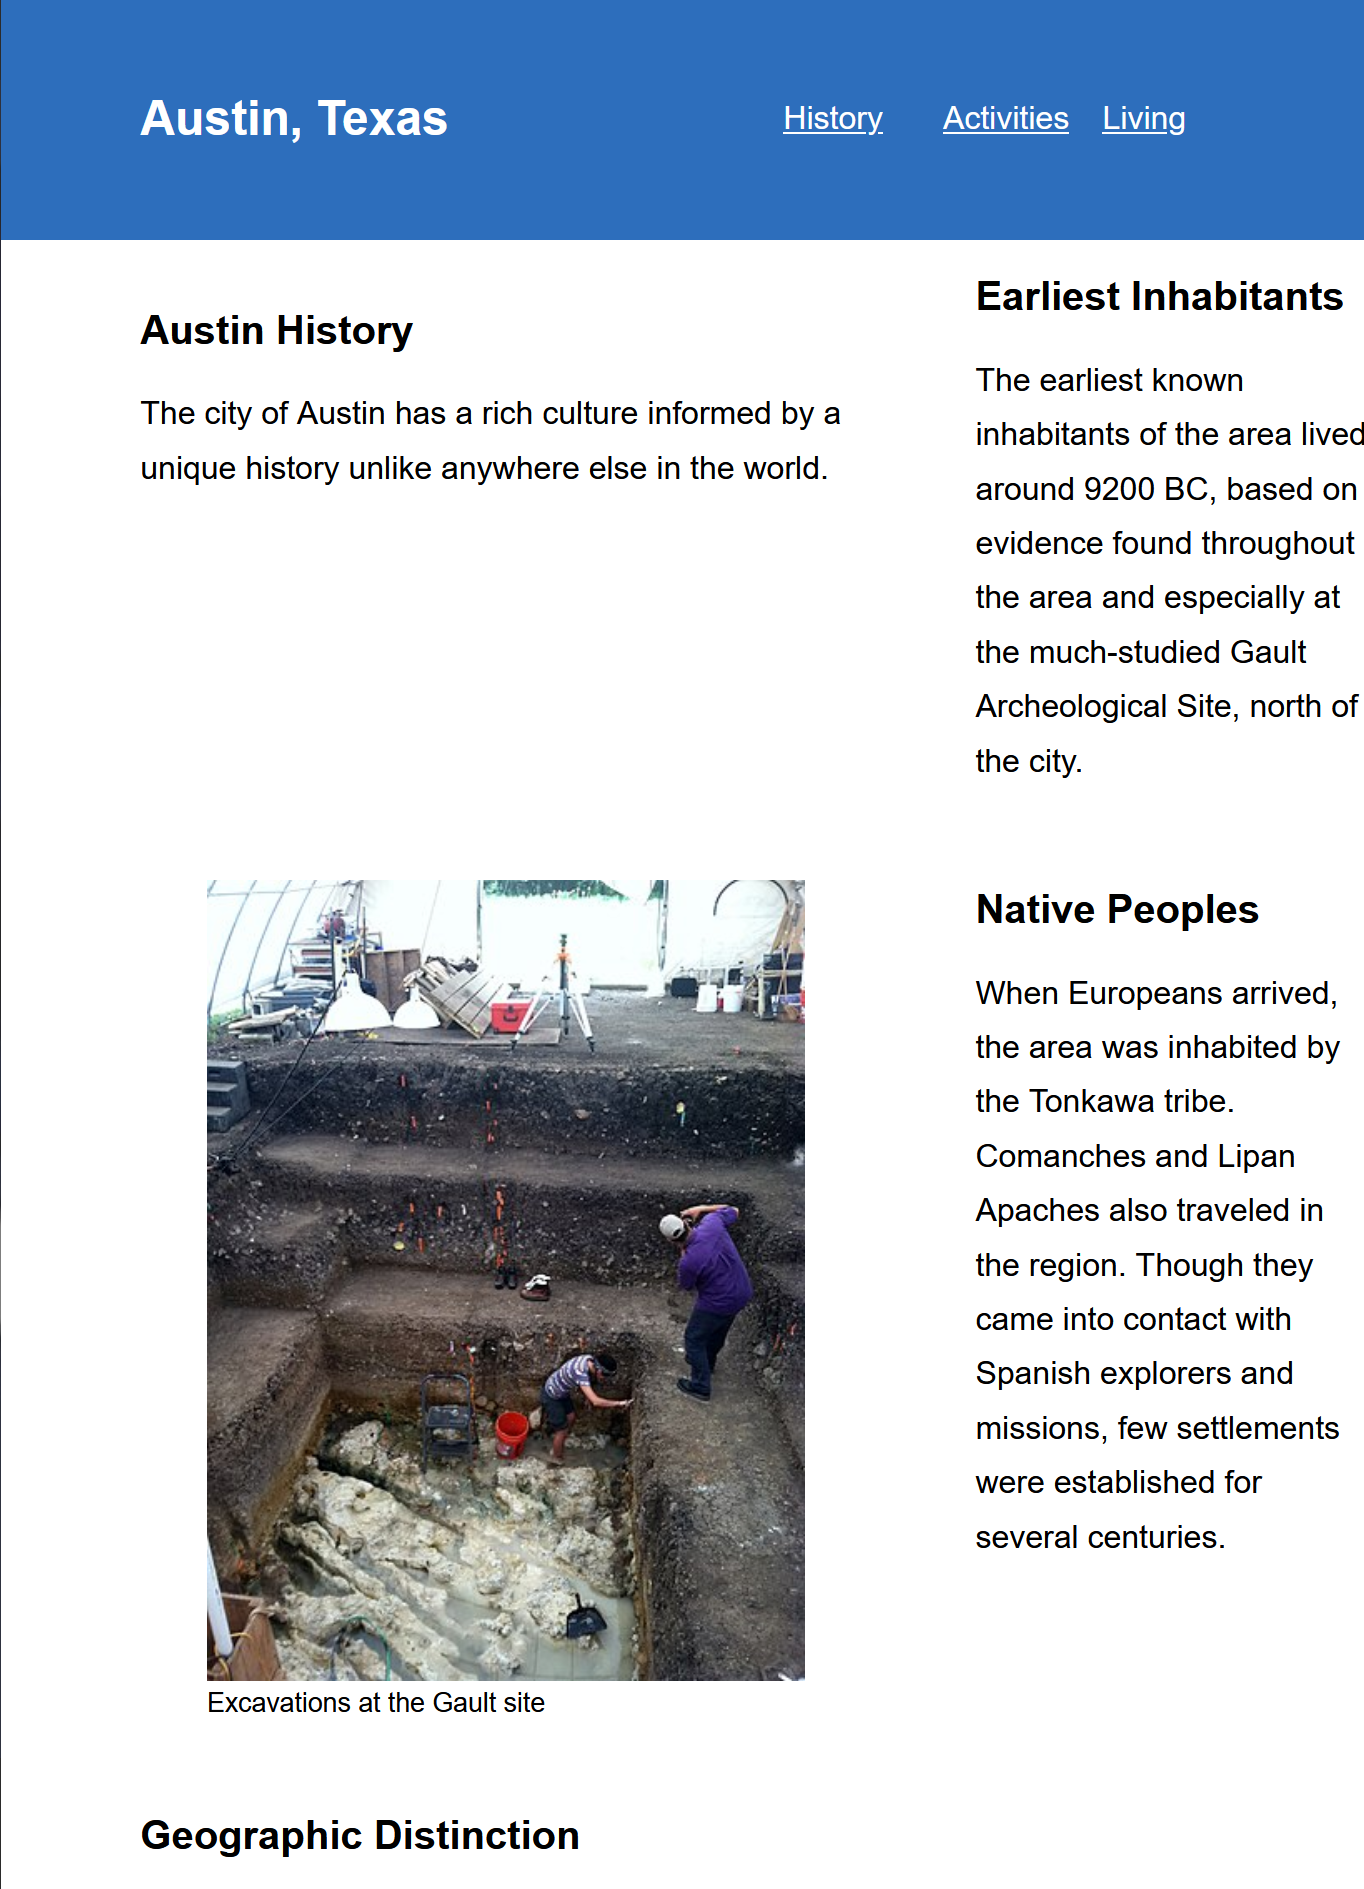 Austin, Texas
History Activities Living
Austin History
The city of Austin has a rich culture informed by a
unique history unlike anywhere else in the world.
Earliest Inhabitants
The earliest known
inhabitants of the area lived
around 9200 BC, based on
evidence found throughout
the area and especially at
the much-studied Gault
Archeological Site, north of
the city.
Excavations at the Gault site
Native Peoples
When Europeans arrived,
the area was inhabited by
the Tonkawa tribe.
Comanches and Lipan
Apaches also traveled in
the region. Though they
came into contact with
Spanish explorers and
missions, few settlements
were established for
several centuries.
Geographic Distinction